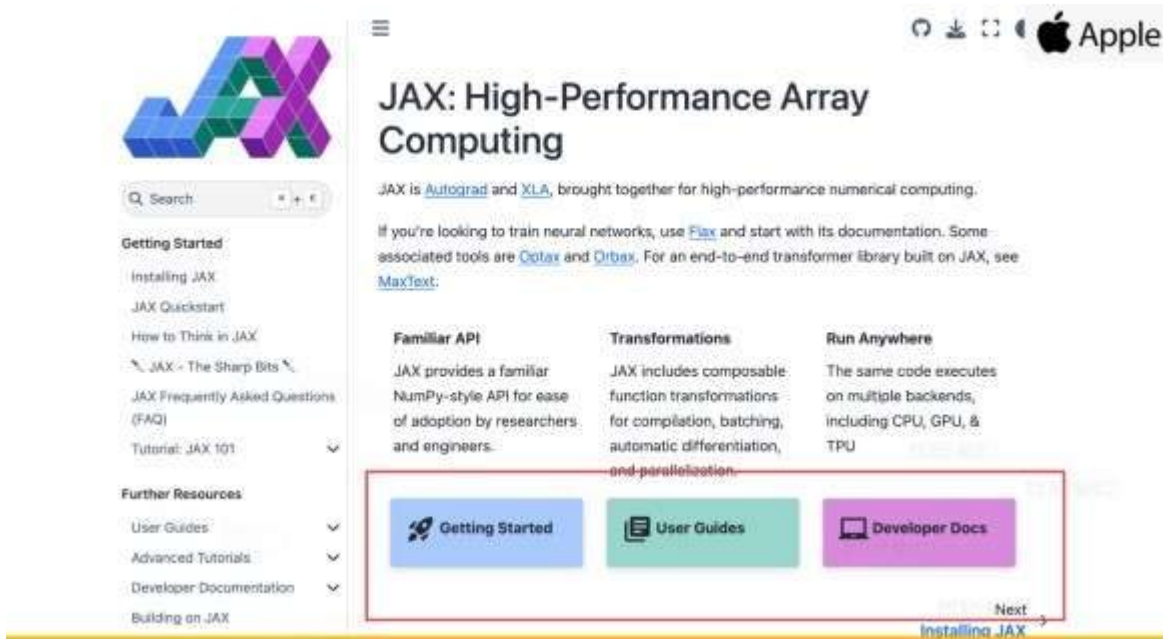 JAX
Apple
JAX: High-Performance Array
Computing
JAX is Autograd and XLA, brought together for high-performance numerical computing.
If you're looking to train neural networks, use Flax and start with its documentation. Some
associated tools are Optax and Orbax. For an end-to-end transformer library built on JAX, see
MaxText.
Search
+ K
Getting Started
Installing JAX
JAX Quickstart
How to Think in JAX
🔪 JAX - The Sharp Bits 🔪
JAX Frequently Asked Questions
(FAQ)
Tutorial: JAX 101
Further Resources
User Guides
Advanced Tutorials
Developer Documentation
Building on JAX
Familiar API
JAX provides a familiar
NumPy-style API for ease
of adoption by researchers
and engineers.
Transformations
JAX includes composable
function transformations
for compilation, batching,
automatic differentiation,
and parallelization.
Run Anywhere
The same code executes
on multiple backends,
including CPU, GPU, &
TPU
Getting Started
User Guides
Developer Docs
Next
Installing JAX